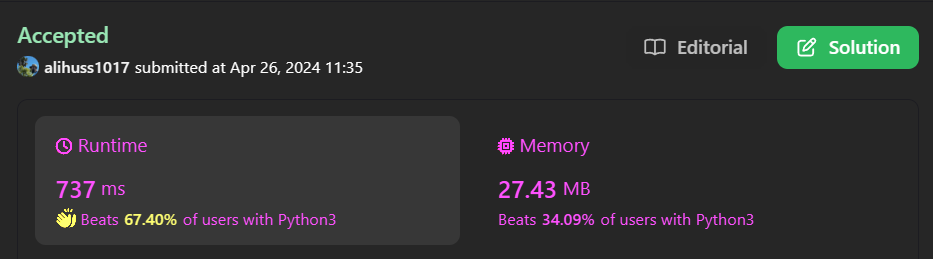 Accepted
alihuss1017 submitted at Apr 26, 2024 11:35
Editorial
Solution
Runtime
737 ms
Beats 67.40% of users with Python3
Memory
27.43 MB
Beats 34.09% of users with Python3